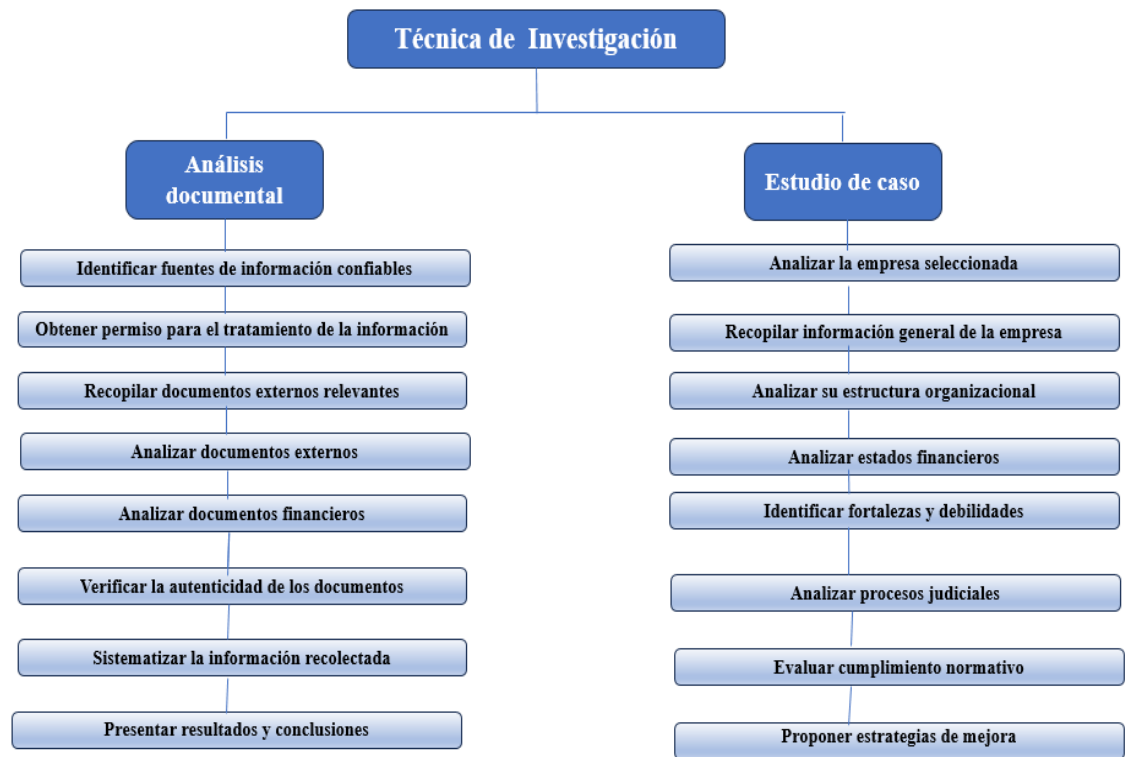 Técnica de Investigación
Análisis
documental
Identificar fuentes de información confiables
Obtener permiso para el tratamiento de la información
Recopilar documentos externos relevantes
Analizar documentos externos
Analizar documentos financieros
Verificar la autenticidad de los documentos
Sistematizar la información recolectada
Presentar resultados y conclusiones
Estudio de caso
Analizar la empresa seleccionada
Recopilar información general de la empresa
Analizar su estructura organizacional
Analizar estados financieros
Identificar fortalezas y debilidades
Analizar procesos judiciales
Evaluar cumplimiento normativo
Proponer estrategias de mejora